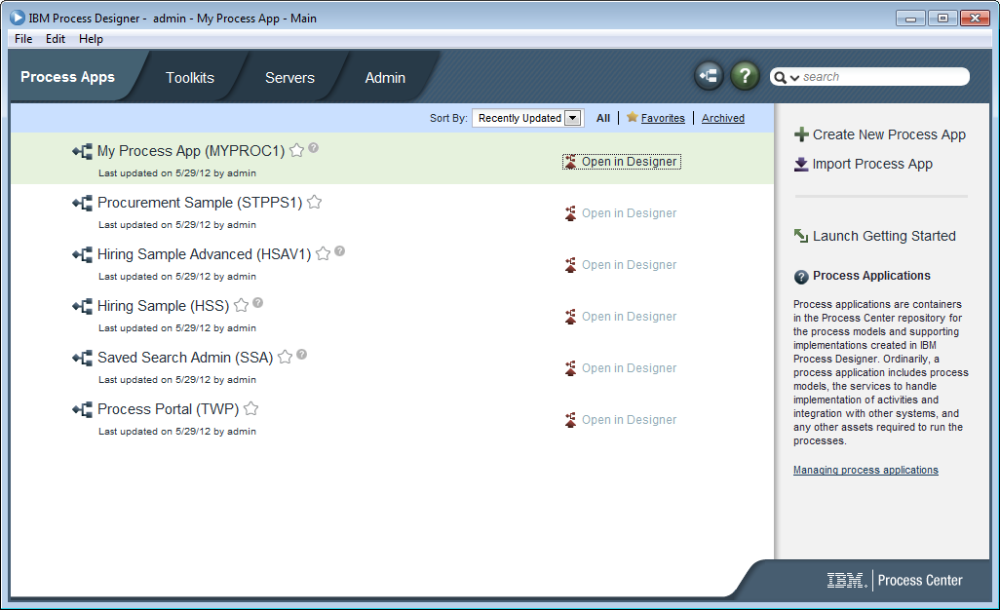 IBM Process Designer - admin - My Process App - Main
File Edit Help
Process Apps Toolkits Servers Admin ? search
Sort By: Recently Updated All Favorites Archived
My Process App (MYPROC1) ?
Last updated on 5/29/12 by admin
Open in Designer
Procurement Sample (STPPS1)
Last updated on 5/29/12 by admin
Open in Designer
Hiring Sample Advanced (HSAV1) ?
Last updated on 5/29/12 by admin
Open in Designer
Hiring Sample (HSS) ?
Last updated on 5/29/12 by admin
Open in Designer
Saved Search Admin (SSA) ?
Last updated on 5/29/12 by admin
Open in Designer
Process Portal (TWP)
Last updated on 5/29/12 by admin
Open in Designer
Create New Process App
Import Process App
Launch Getting Started
? Process Applications
Process applications are containers
in the Process Center repository for
the process models and supporting
implementations created in IBM
Process Designer. Ordinarily, a
process application includes process
models, the services to handle
implementation of activities and
integration with other systems, and
any other assets required to run the
processes.
Managing process applications
IBM. Process Center